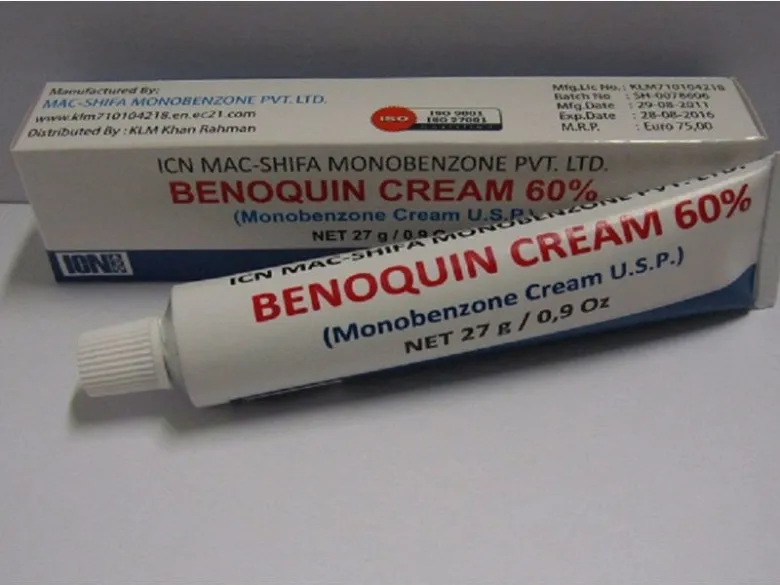 Manufactured By:
MAC-SHIFA MONOBENZONE PVT. LTD.
www.klm710104218.en.ec21.com
Distributed By : KLM Khan Rahman
ISO
ISO 9001
ISO 27001
Mfg.Lic No. : KLM710104218
Batch No : SH-0078606
Mfg.Date : 29-08-2011
Exp.Date : 28-08-2016
M.R.P. : Euro 75,00
ICN MAC-SHIFA MONOBENZONE PVT. LTD.
BENOQUIN CREAM 60%
(Monobenzone Cream U.S.P.)
NET 27 g / 0,9
ICN
ICN MAC-SHIFA MONOBENZONE PVT. LTD.
BENOQUIN CREAM 60%
(Monobenzone Cream U.S.P.)
NET 27 g / 0,9 Oz